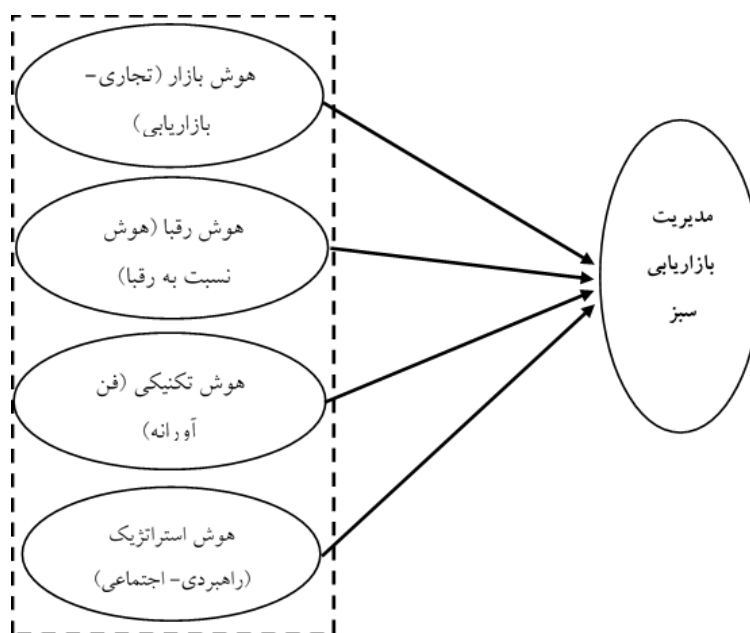 هوش بازار (تجاری-
بازاریابی)
هوش رقبا (هوش
نسبت به رقبا)
هوش تکنیکی (فن
آورانه)
هوش استراتژیک
(راهبردی- اجتماعی)
مدیریت
بازاریابی
سبز